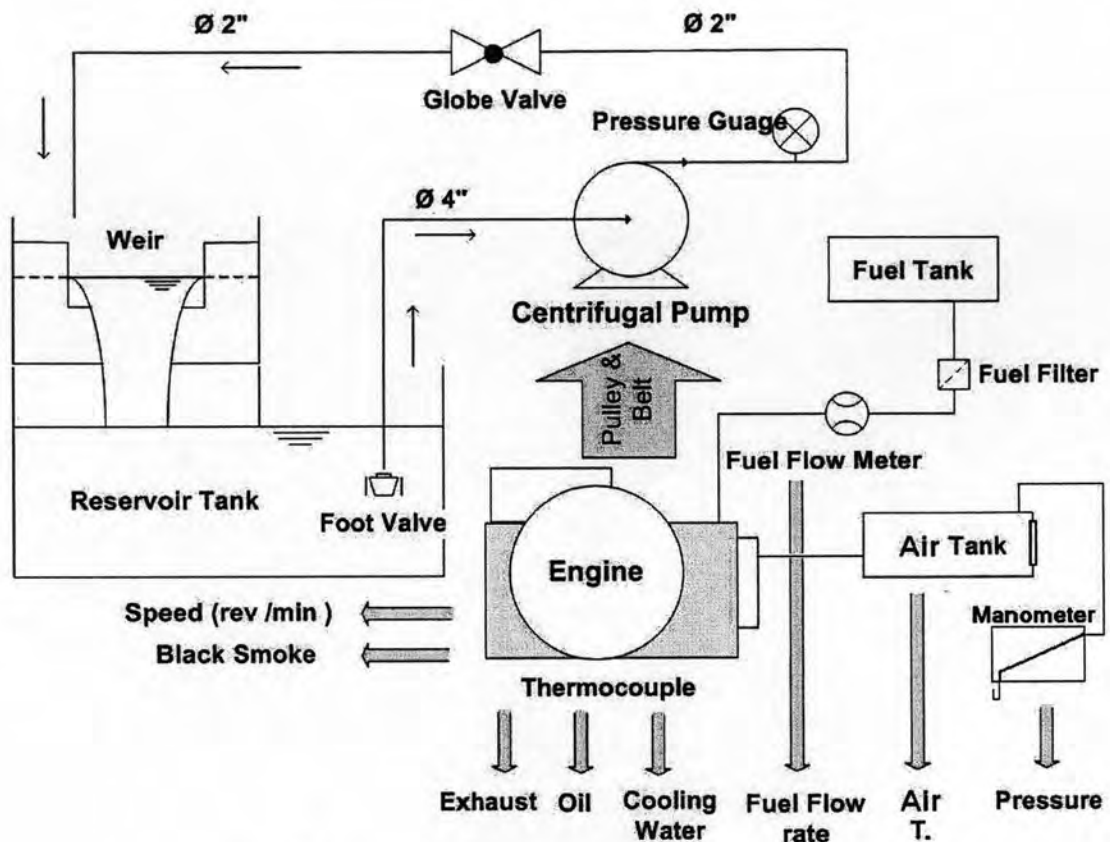 Ø 2"
Ø 2"
Globe Valve
Pressure Guage
Ø 4"
Weir
Fuel Tank
Centrifugal Pump
Pulley &
Belt
Fuel Filter
Fuel Flow Meter
Reservoir Tank
Foot Valve
Engine
Air Tank
Speed (rev /min )
Black Smoke
Manometer
Thermocouple
Exhaust
Oil
Cooling
Water
Fuel Flow
rate
Air
T.
Pressure